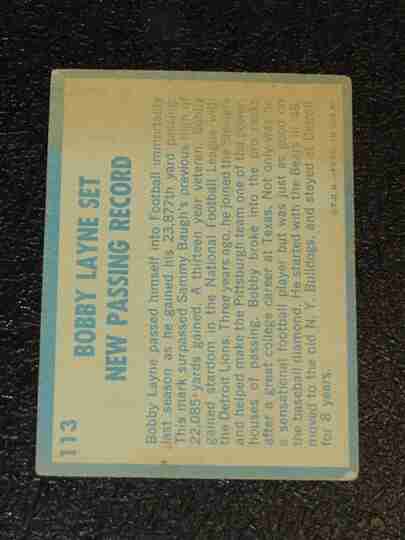 113
BOBBY LAYNE SET
NEW PASSING RECORD
Bobby Layne passed himself into Football immortality
last season as he gained his 23,877th yard passing.
This mark surpassed Sammy Baugh's previous high of
22,085 yards gained. A thirteen year veteran, Bobby
gained stardom in the National Football League with
the Detroit Lions. Three years ago, he joined the Steelers
and helped make the Pittsburgh team one of the power
houses of passing. Bobby broke into the pro ranks
after a great college career at Texas. Not only was he
a sensational football player but was just as good on
the baseball diamond. He started with the Bears in '48,
moved to the old N. Y. Bulldogs, and stayed at Detroit
for 8 years.